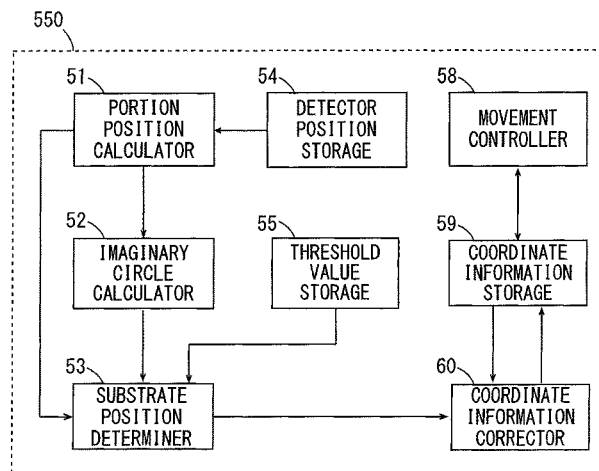 550
51
PORTION
POSITION
CALCULATOR
54
DETECTOR
POSITION
STORAGE
58
MOVEMENT
CONTROLLER
52
IMAGINARY
CIRCLE
CALCULATOR
55
THRESHOLD
VALUE
STORAGE
59
COORDINATE
INFORMATION
STORAGE
53
SUBSTRATE
POSITION
DETERMINER
60
COORDINATE
INFORMATION
CORRECTOR